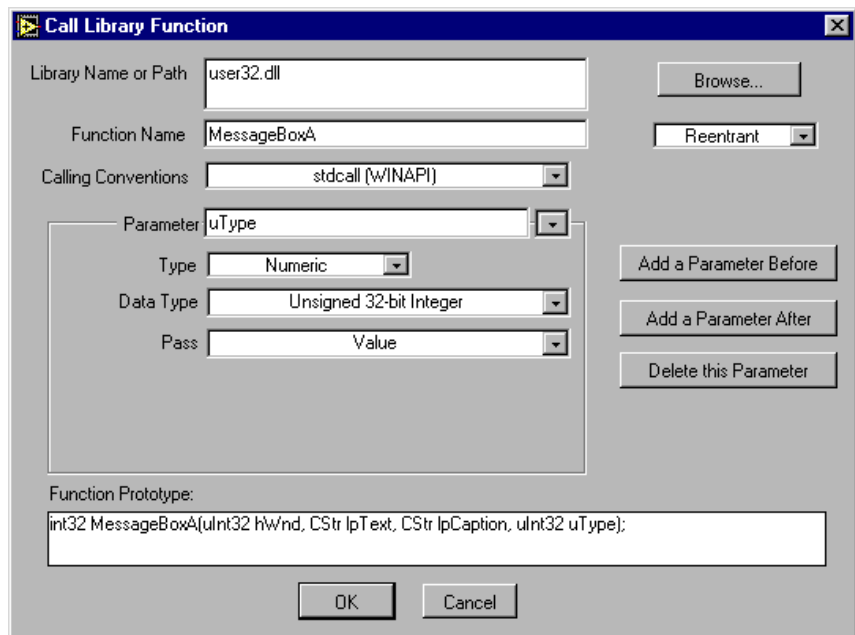 Call Library Function
Library Name or Path
user32.dll
Browse...
Function Name
MessageBoxA
Reentrant
Calling Conventions
stdcall (WINAPI)
Parameter
uType
Type
Numeric
Add a Parameter Before
Data Type
Unsigned 32-bit Integer
Add a Parameter After
Pass
Value
Delete this Parameter
Function Prototype:
int32 MessageBoxA(uInt32 hWnd, CStr lpText, CStr lpCaption, uInt32 uType);
OK
Cancel